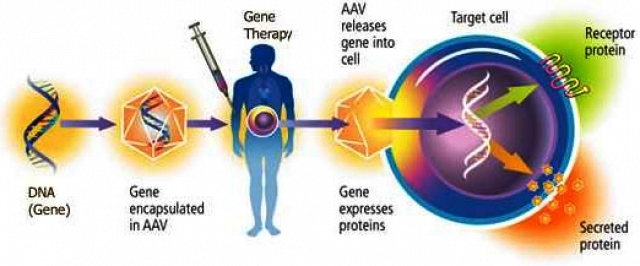 DNA
(Gene)
Gene
encapsulated
in AAV
Gene
Therapy
AAV
releases
gene into
cell
Gene
expresses
proteins
Target cell
Receptor
protein
Secreted
protein